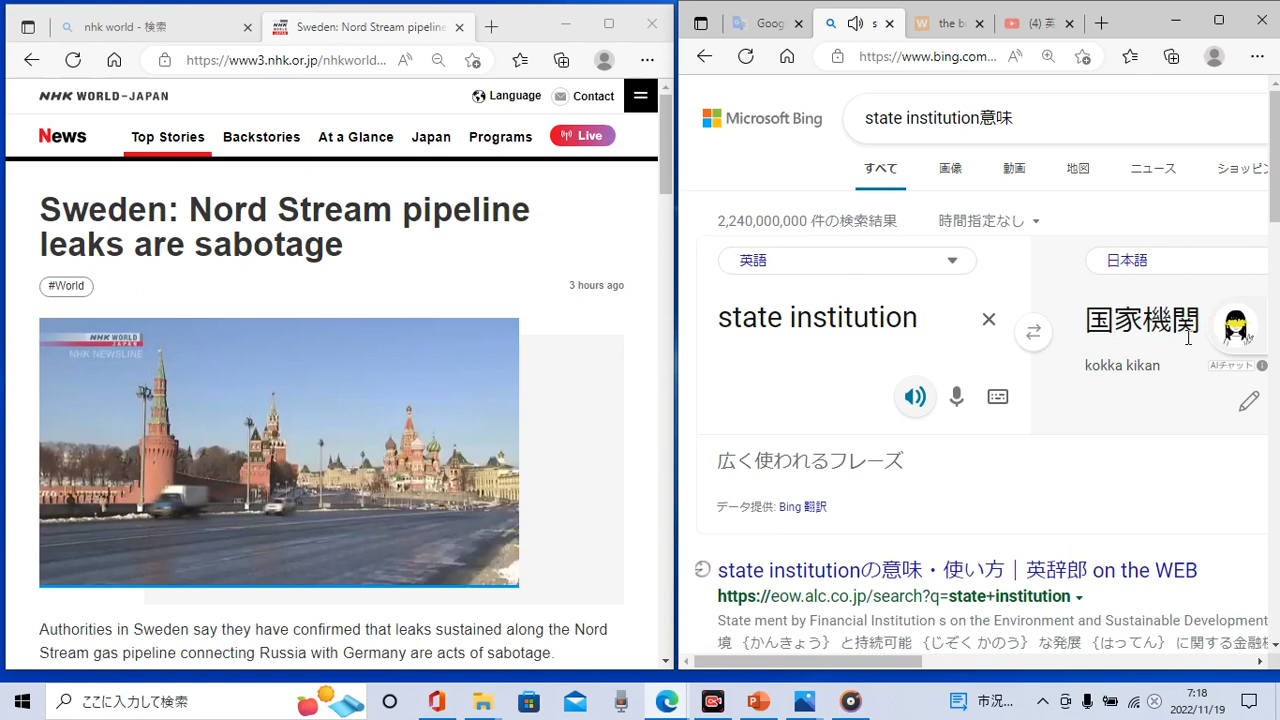 nhk world - 検索
Sweden: Nord Stream pipeline
https://www3.nhk.or.jp/nhkworld...
NHK WORLD-JAPAN
Language
Contact
News
Top Stories
Backstories
At a Glance
Japan
Programs
Live
Sweden: Nord Stream pipeline
leaks are sabotage
#World
3 hours ago
NHK WORLD
JAPAN
NHK NEWSLINE
Authorities in Sweden say they have confirmed that leaks sustained along the Nord
Stream gas pipeline connecting Russia with Germany are acts of sabotage.
Goog
s
the b
(4) 英
https://www.bing.com...
Microsoft Bing
state institution意味
すべて
画像
動画
地図
ニュース
ショッピン
2,240,000,000 件の検索結果
時間指定なし
英語
日本語
state institution
国家機関
kokka kikan
AIチャット
広く使われるフレーズ
データ提供: Bing 翻訳
state institutionの意味・使い方｜英辞郎 on the WEB
https://eow.alc.co.jp/search?q=state+institution
State ment by Financial Institution s on the Environment and Sustainable Development
境｛かんきょう｝と持続可能｛じぞく かのう｝な発展｛はってん｝に関する金融機
ここに入力して検索
市況...
7:18
2022/11/19